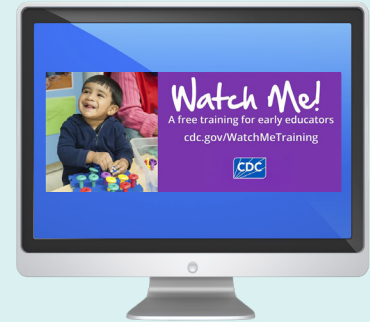 Watch Me!
A free training for early educators
cdc.gov/WatchMeTraining
CDC